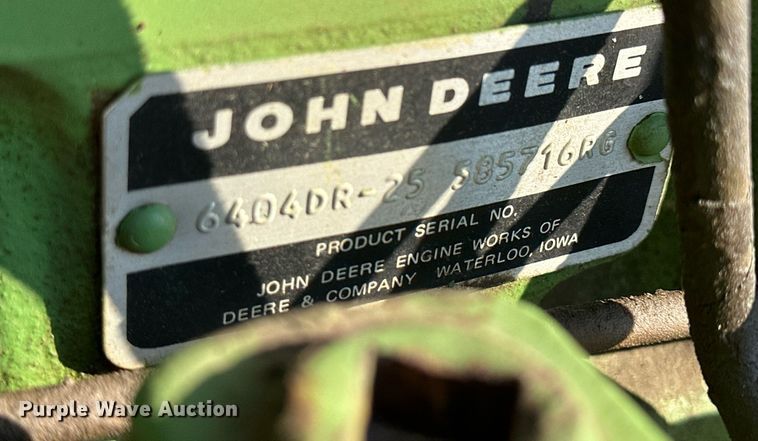 JOHN DEERE
6404DR-25 585716RG
PRODUCT SERIAL NO.
JOHN DEERE ENGINE WORKS OF
DEERE & COMPANY WATERLOO, IOWA
Purple Wave Auction